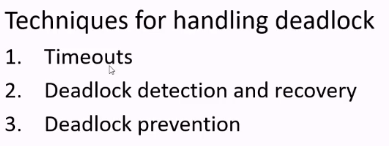 Techniques for handling deadlock
1. Timeouts
2. Deadlock detection and recovery
3. Deadlock prevention